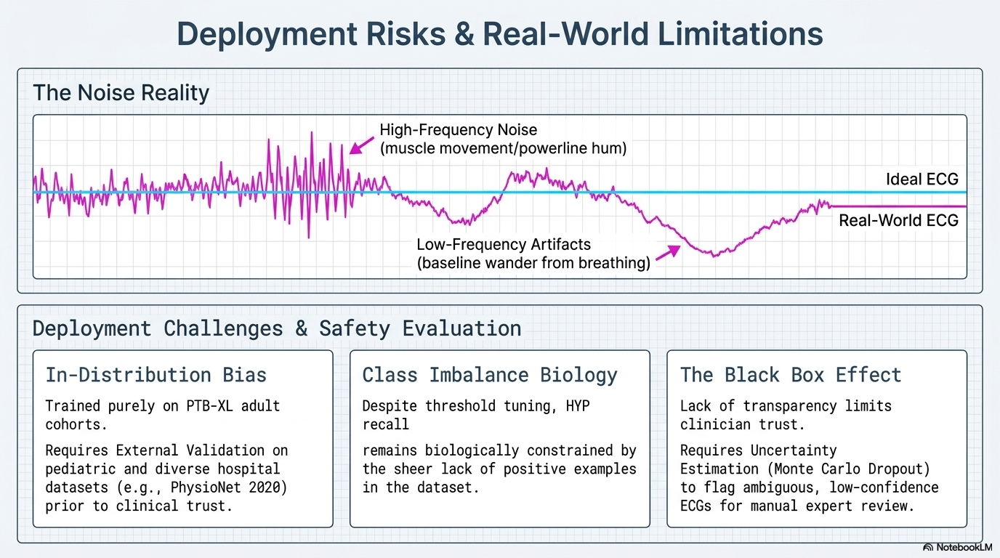 Deployment Risks & Real-World Limitations
The Noise Reality
High-Frequency Noise
(muscle movement/powerline hum)
Ideal ECG
Real-World ECG
Low-Frequency Artifacts
(baseline wander from breathing)
Deployment Challenges & Safety Evaluation
In-Distribution Bias
Trained purely on PTB-XL adult
cohorts.
Requires External Validation on
pediatric and diverse hospital
datasets (e.g., PhysioNet 2020)
prior to clinical trust.
Class Imbalance Biology
Despite threshold tuning, HYP
recall
remains biologically constrained by
the sheer lack of positive examples
in the dataset.
The Black Box Effect
Lack of transparency limits
clinician trust.
Requires Uncertainty
Estimation (Monte Carlo Dropout)
to flag ambiguous, low-confidence
ECGs for manual expert review.
NotebookLM